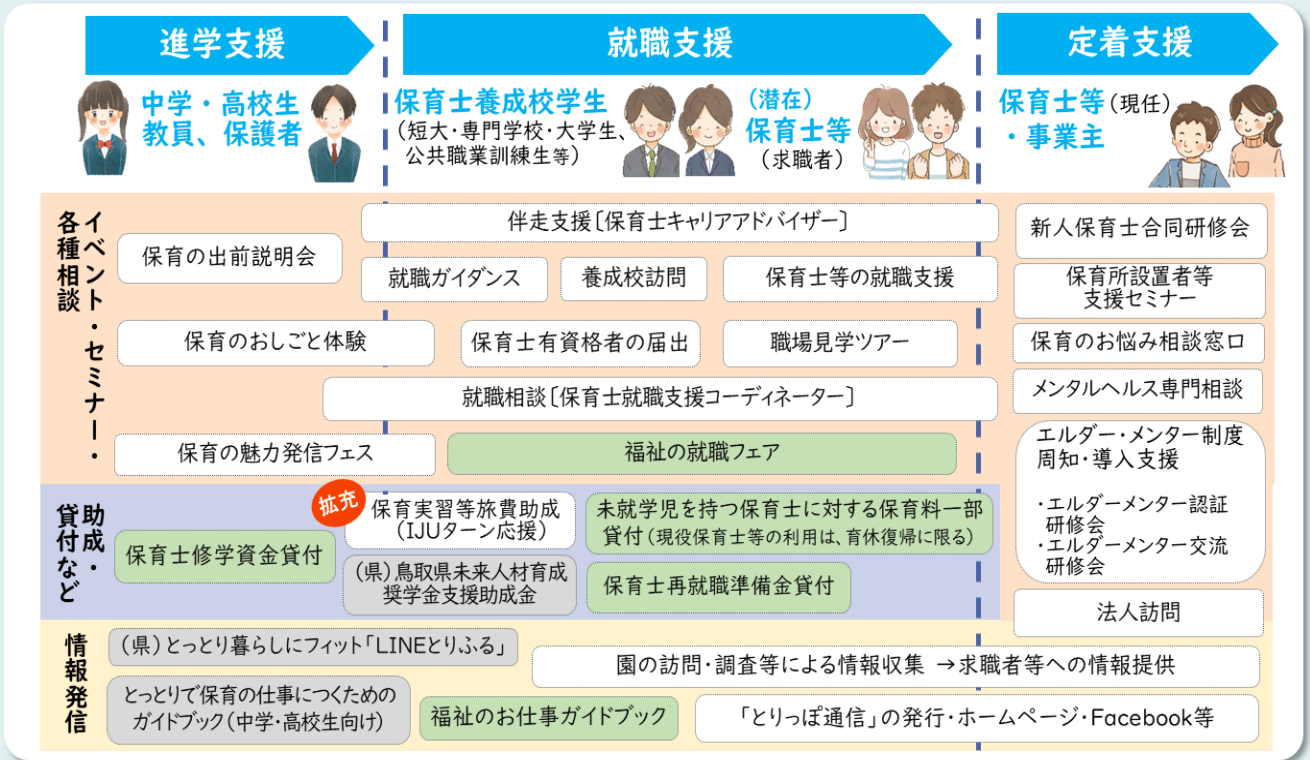 進学支援
就職支援
定着支援
中学・高校生
教員、保護者
保育士養成校学生
(短大・専門学校・大学生、
公共職業訓練生等)
(潜在)
保育士等
(求職者)
保育士等(現任)
・事業主
イベント・セミナー・
各種相談
伴走支援〔保育士キャリアアドバイザー〕
保育の出前説明会
就職ガイダンス
養成校訪問
保育士等の就職支援
保育のおしごと体験
保育士有資格者の届出
職場見学ツアー
就職相談〔保育士就職支援コーディネーター〕
保育の魅力発信フェス
福祉の就職フェア
新人保育士合同研修会
保育所設置者等
支援セミナー
保育のお悩み相談窓口
メンタルヘルス専門相談
エルダー・メンター制度
周知・導入支援
・エルダーメンター認証
研修会
・エルダーメンター交流
研修会
法人訪問
助成・
貸付など
拡充
保育士修学資金貸付
保育実習等旅費助成
(IJUターン応援)
(県)鳥取県未来人材育成
奨学金支援助成金
未就学児を持つ保育士に対する保育料一部
貸付(現役保育士等の利用は、育休復帰に限る)
保育士再就職準備金貸付
情報発信
(県)とっとり暮らしにフィット「LINEとりふる」
園の訪問・調査等による情報収集 →求職者等への情報提供
とっとりで保育の仕事につくための
ガイドブック(中学・高校生向け)
福祉のお仕事ガイドブック
「とりっぽ通信」の発行・ホームページ・Facebook等